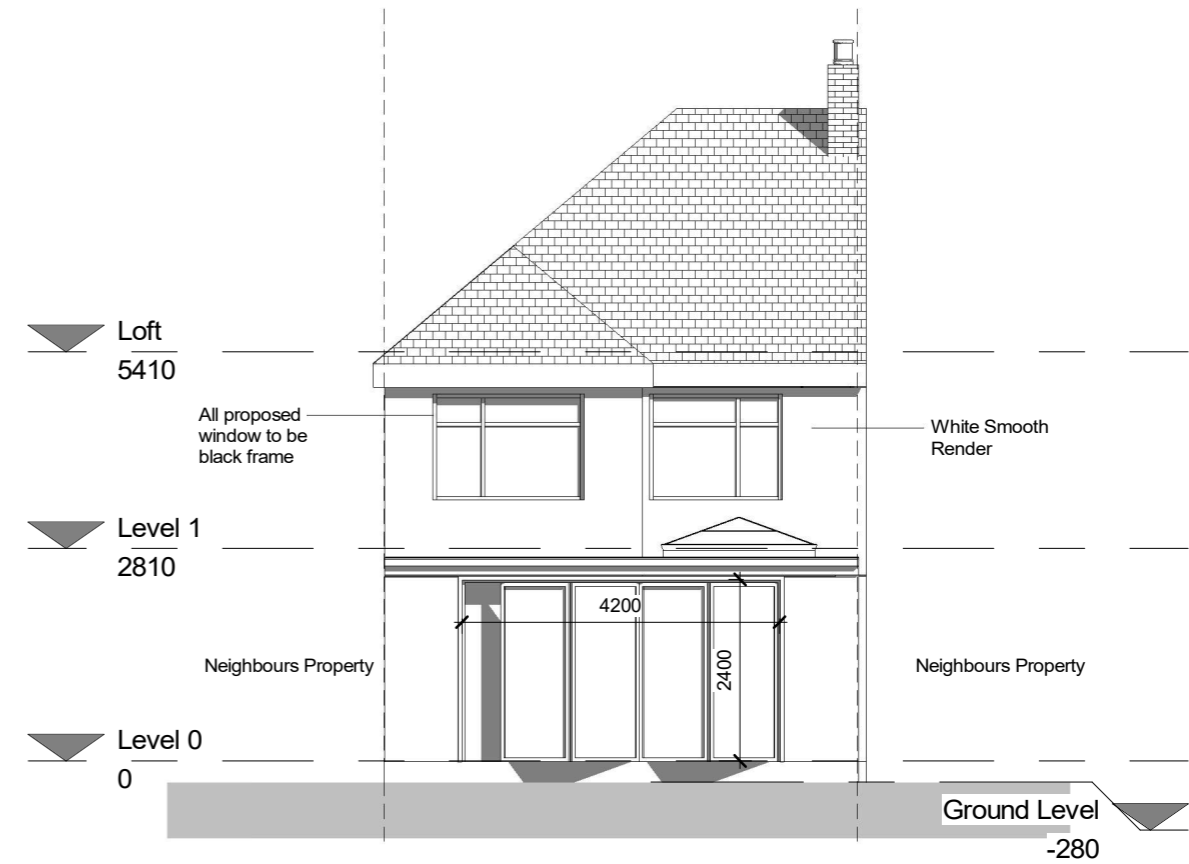 Loft
5410
All proposed
window to be
black frame
White Smooth
Render
Level 1
2810
4200
2400
Neighbours Property
Neighbours Property
Level 0
0
Ground Level
-280